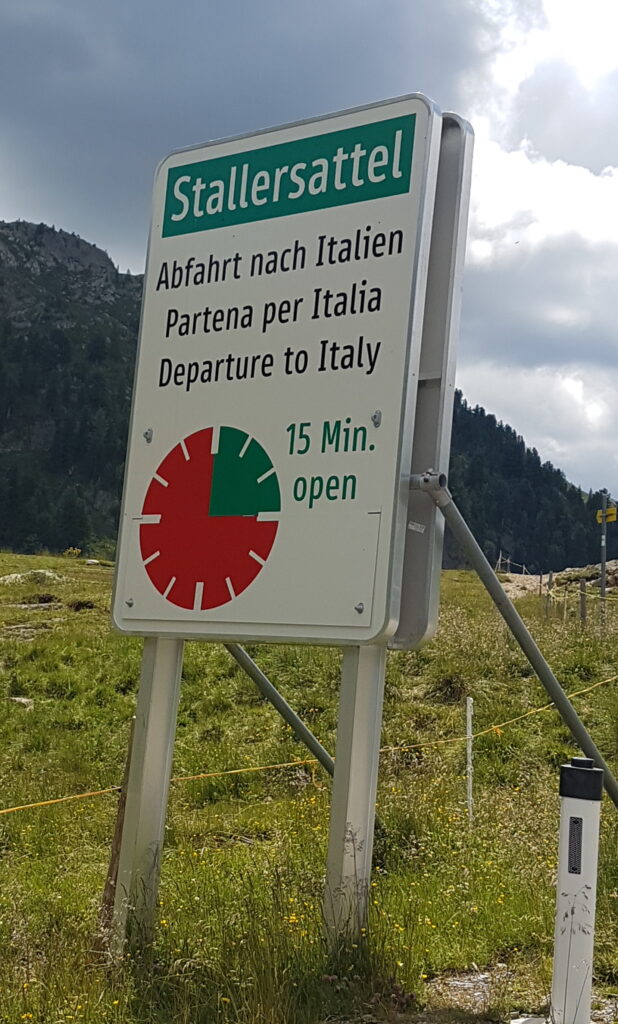 Stallersattel
Abfahrt nach Italien
Partena per Italia
Departure to Italy
15 Min.
open